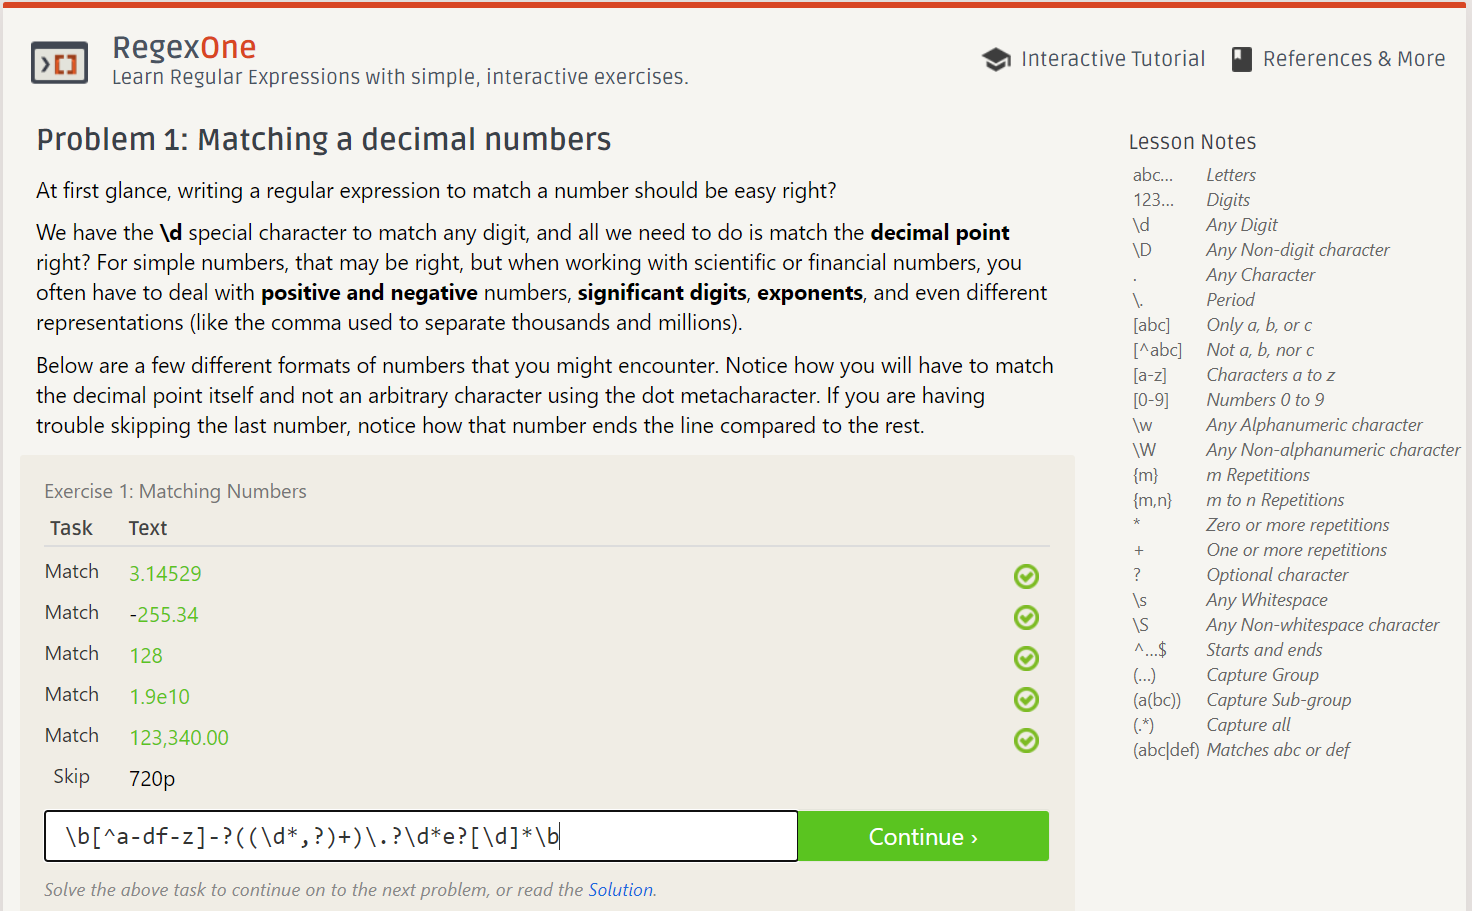 RegexOne
Learn Regular Expressions with simple, interactive exercises.
Interactive Tutorial
References & More
Problem 1: Matching a decimal numbers
At first glance, writing a regular expression to match a number should be easy right?
We have the \d special character to match any digit, and all we need to do is match the decimal point
right? For simple numbers, that may be right, but when working with scientific or financial numbers, you
often have to deal with positive and negative numbers, significant digits, exponents, and even different
representations (like the comma used to separate thousands and millions).
Below are a few different formats of numbers that you might encounter. Notice how you will have to match
the decimal point itself and not an arbitrary character using the dot metacharacter. If you are having
trouble skipping the last number, notice how that number ends the line compared to the rest.
Exercise 1: Matching Numbers
Task Text
Match 3.14529
Match -255.34
Match 128
Match 1.9e10
Match 123,340.00
Skip 720p
\b[^a-df-z]-?((\d*,?)+)\.?\d*e?[\d]*\b
Continue ›
Solve the above task to continue on to the next problem, or read the Solution.
Lesson Notes
abc... Letters
123... Digits
\d Any Digit
\D Any Non-digit character
. Any Character
\. Period
[abc] Only a, b, or c
[^abc] Not a, b, nor c
[a-z] Characters a to z
[0-9] Numbers 0 to 9
\w Any Alphanumeric character
\W Any Non-alphanumeric character
{m} m Repetitions
{m,n} m to n Repetitions
* Zero or more repetitions
+ One or more repetitions
? Optional character
\s Any Whitespace
\S Any Non-whitespace character
^...$ Starts and ends
(...) Capture Group
(a(bc)) Capture Sub-group
(.*) Capture all
(abc|def) Matches abc or def